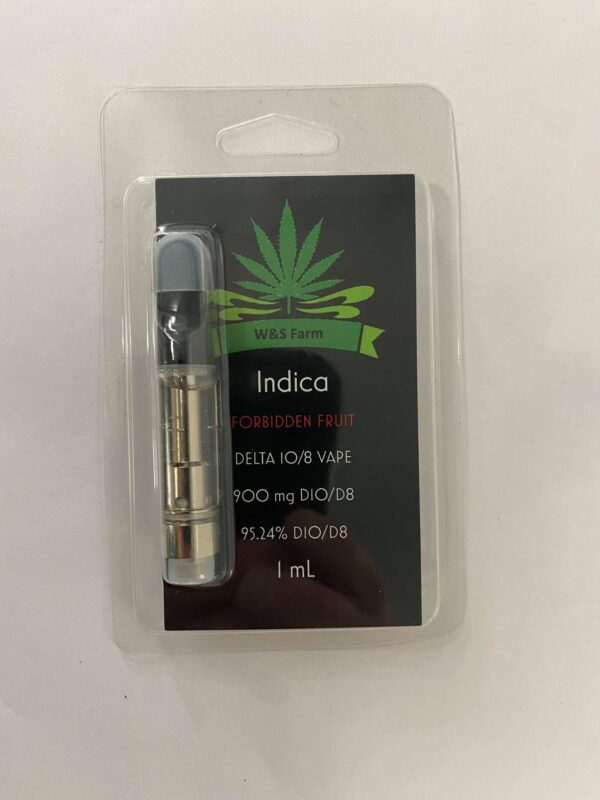 W&S Farm
Indica
FORBIDDEN FRUIT
DELTA 10/8 VAPE
900 mg D10/D8
95.24% D10/D8
1 mL